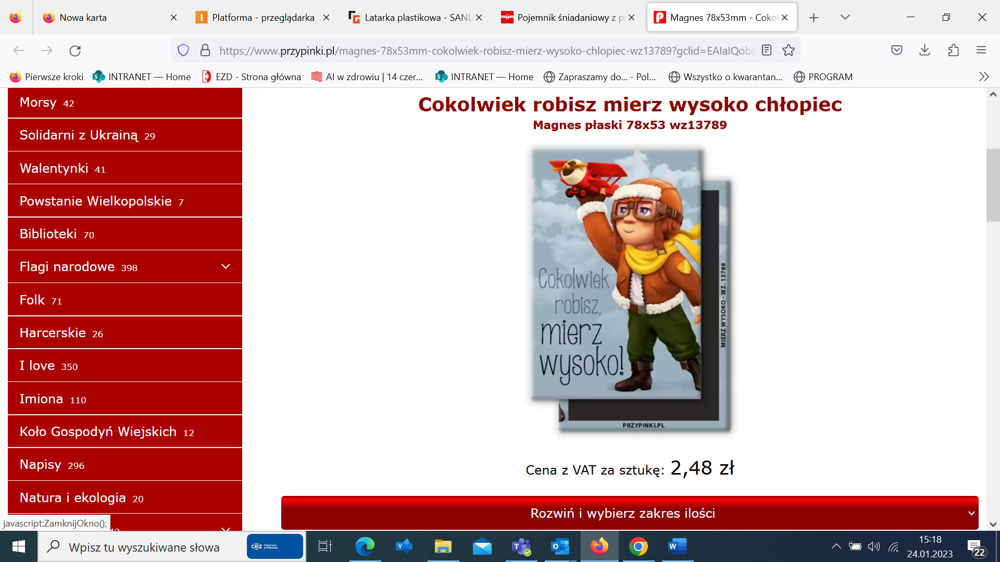 Nowa karta
Platforma - przeglądarka
Latarka plastikowa - SANL
Pojemnik śniadaniowy z pr
Magnes 78x53mm - Cokol
https://www.przypinki.pl/magnes-78x53mm-cokolwiek-robisz-mierz-wysoko-chlopiec-wz13789?gclid=EAIaIQob
Pierwsze kroki
INTRANET — Home
EZD - Strona główna
AI w zdrowiu | 14 czer...
INTRANET — Home
Zapraszamy do... - Pol...
Wszystko o kwarantan...
PROGRAM
Morsy 42
Solidarni z Ukrainą 29
Walentynki 41
Powstanie Wielkopolskie 7
Biblioteki 70
Flagi narodowe 398
Folk 71
Harcerskie 26
I love 350
Imiona 110
Koło Gospodyń Wiejskich 12
Napisy 296
Natura i ekologia 20
javascript:ZamknijOkno();
Cokolwiek robisz mierz wysoko chłopiec
Magnes płaski 78x53 wz13789
Cokolwiek
robisz,
mierz
wysoko!
MIERZ WYSOKO - WZ. 13789
PRZYPINKI.PL
Cena z VAT za sztukę: 2,48 zł
Rozwiń i wybierz zakres ilości
Wpisz tu wyszukiwane słowa
cez Centrum
e-Zdrowia
15:18
24.01.2023
22